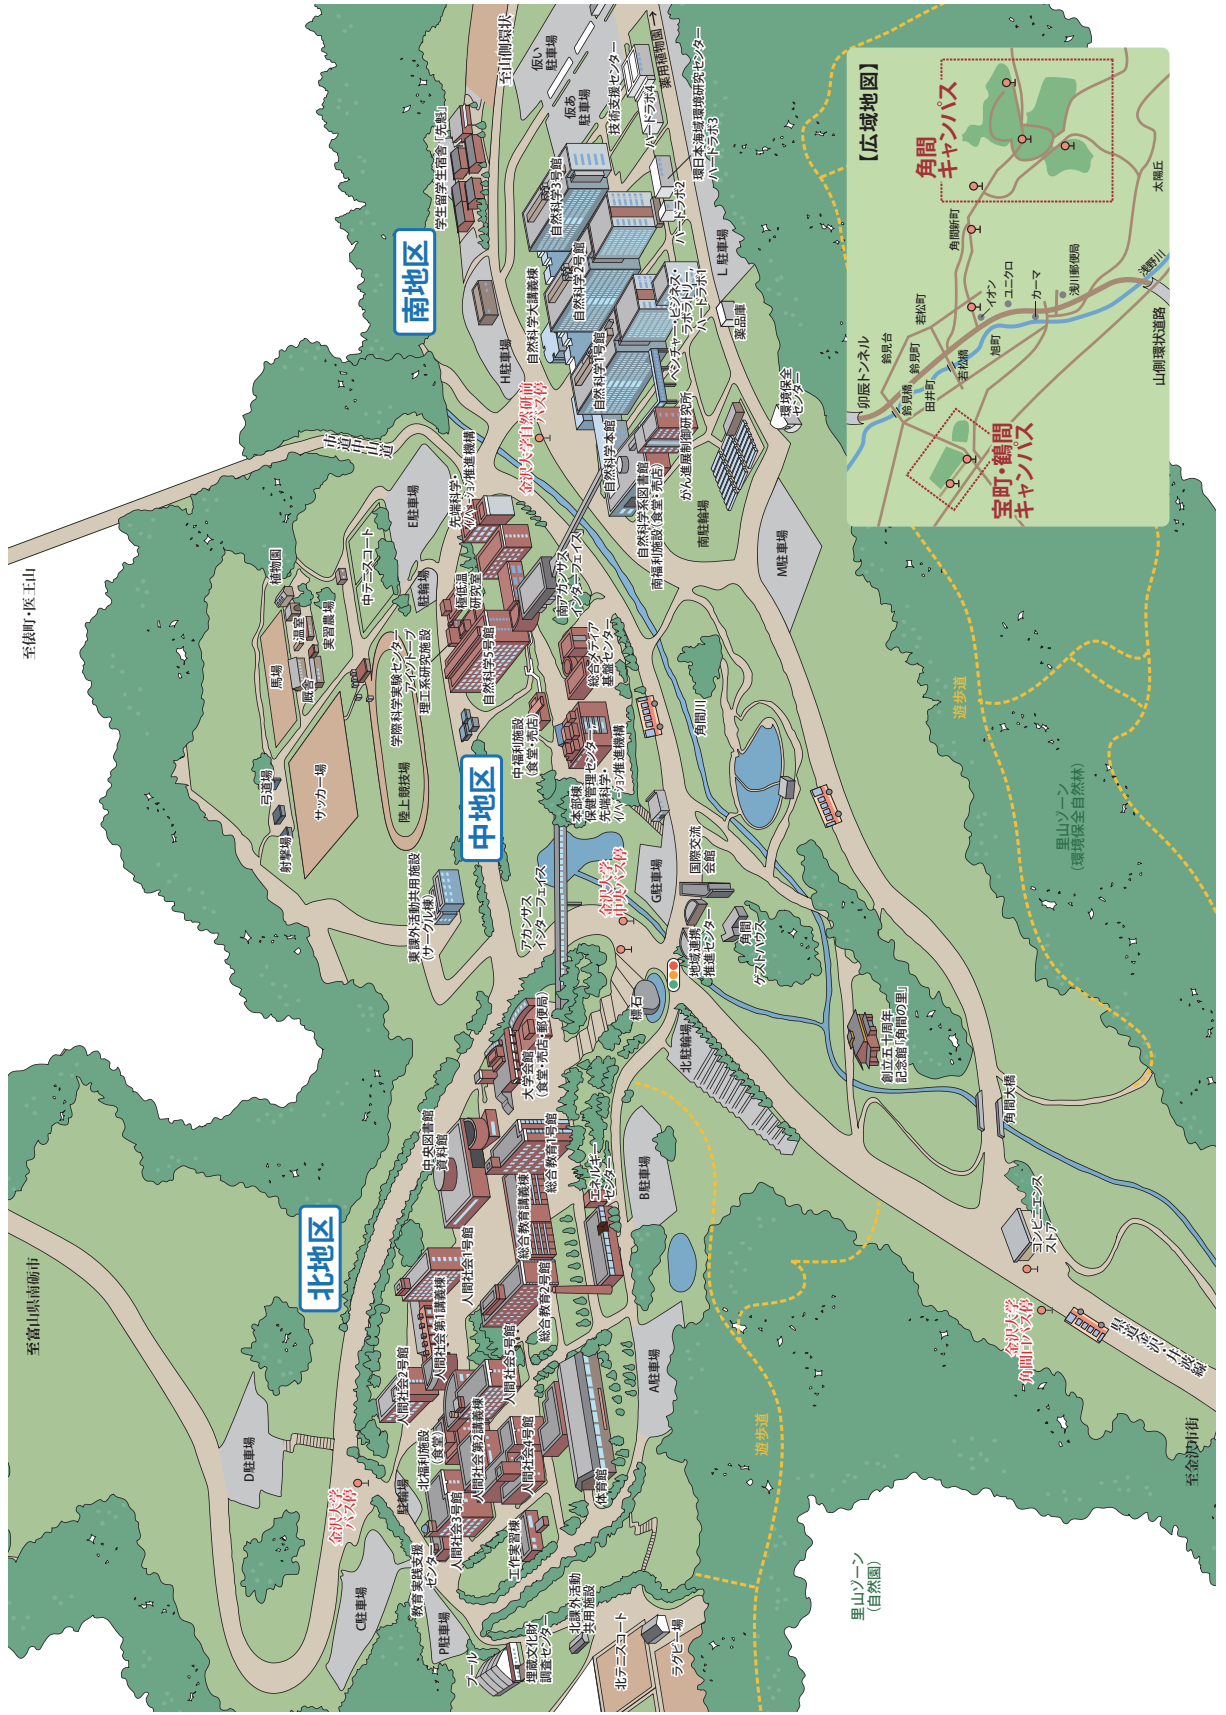 至富山県南砺市
至俵町・医王山
市道中山道
至山側環状
学生留学生宿舎「先魁」
仮い
駐車場
仮あ
駐車場
技術支援センター
薬用植物園→
ハードラボ4
環日本海域環境研究センター
ハードラボ3
ハードラボ2
L 駐車場
薬品庫
南地区
自然科学3号館
自然科学2号館
自然科学大講義棟
自然科学1号館
ベンチャー・ビジネス・
ラボラトリー,
ハードラボ1
H駐車場
金沢大学自然研前
バス停
自然科学本館
がん進展制御研究所
自然科学系図書館
南福利施設(食堂・売店)
南駐輪場
環境保全
センター
M駐車場
E駐車場
駐輪場
先端科学・
イノベーション推進機構
極低温
研究室
南アカンサス
インターフェイス
植物園
温室
実習農場
中テニスコート
馬場
厩舎
学際科学実験センター
アイソトープ
理工系研究施設
自然科学5号館
総合メディア
基盤センター
中福利施設
(食堂・売店)
本部棟
保健管理センター
先端科学・
イノベーション推進機構
角間川
弓道場
射撃場
サッカー場
陸上競技場
中地区
東課外活動共用施設
(サークル棟)
アカンサス
インターフェイス
金沢大学
中央バス停
G駐車場
国際交流
会館
地域連携
推進センター
角間
ゲストハウス
標石
北駐輪場
創立五十周年
記念館「角間の里」
角間大橋
大学会館
(食堂・売店・郵便局)
中央図書館
資料館
総合教育1号館
総合教育講義棟
総合教育2号館
エネルギー
センター
B駐車場
A駐車場
北地区
人間社会1号館
人間社会第1講義棟
人間社会2号館
人間社会5号館
人間社会第2講義棟
北福利施設
(食堂)
人間社会4号館
人間社会3号館
体育館
工作実習棟
教育実践支援
センター
駐輪場
D駐車場
金沢大学
バス停
C駐車場
P駐車場
プール
埋蔵文化財
調査センター
北課外活動
共用施設
北テニスコート
ラグビー場
コンビニエンス
ストアー
金沢大学
角間口バス停
県道金沢・井波線
至金沢市街
遊歩道
遊歩道
里山ゾーン
(環境保全自然林)
里山ゾーン
(自然園)
【広域地図】
角間
キャンパス
宝町・鶴間
キャンパス
卯辰トンネル
鈴見台
鈴見町
鈴見橋
田井町
若松町
若松橋
旭町
角間新町
イオン
ユニクロ
カーマ
浅川郵便局
太陽丘
浅野川
山側環状道路